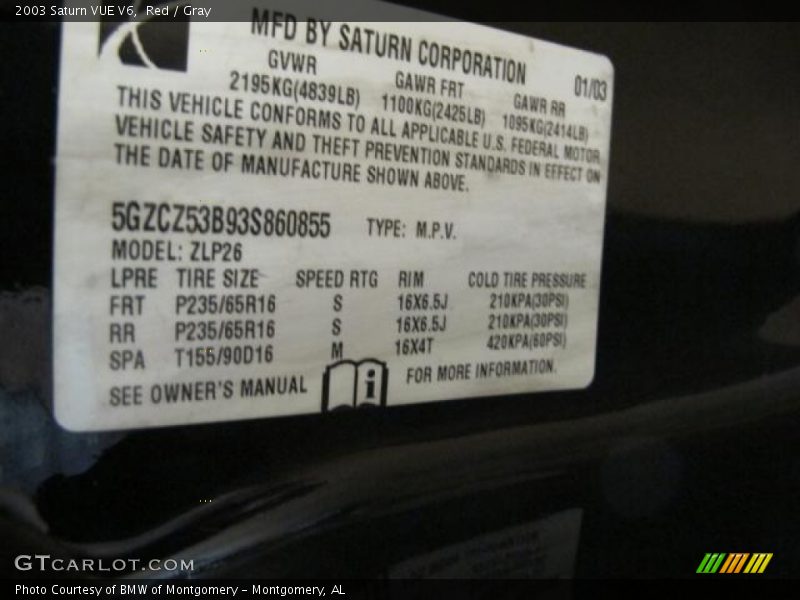 2003 Saturn VUE V6, Red / Gray
MFD BY SATURN CORPORATION
GVWR GAWR FRT GAWR RR 01/03
2195KG(4839LB) 1100KG(2425LB) 1095KG(2414LB)
THIS VEHICLE CONFORMS TO ALL APPLICABLE U.S. FEDERAL MOTOR
VEHICLE SAFETY AND THEFT PREVENTION STANDARDS IN EFFECT ON
THE DATE OF MANUFACTURE SHOWN ABOVE.
5GZCZ53B93S860855 TYPE: M.P.V.
MODEL: ZLP26
LPRE TIRE SIZE SPEED RTG RIM COLD TIRE PRESSURE
FRT P235/65R16 S 16X6.5J 210KPA(30PSI)
RR P235/65R16 S 16X6.5J 210KPA(30PSI)
SPA T155/90D16 M 16X4T 420KPA(60PSI)
SEE OWNER'S MANUAL i FOR MORE INFORMATION.
GTCARLOT.COM
Photo Courtesy of BMW of Montgomery - Montgomery, AL